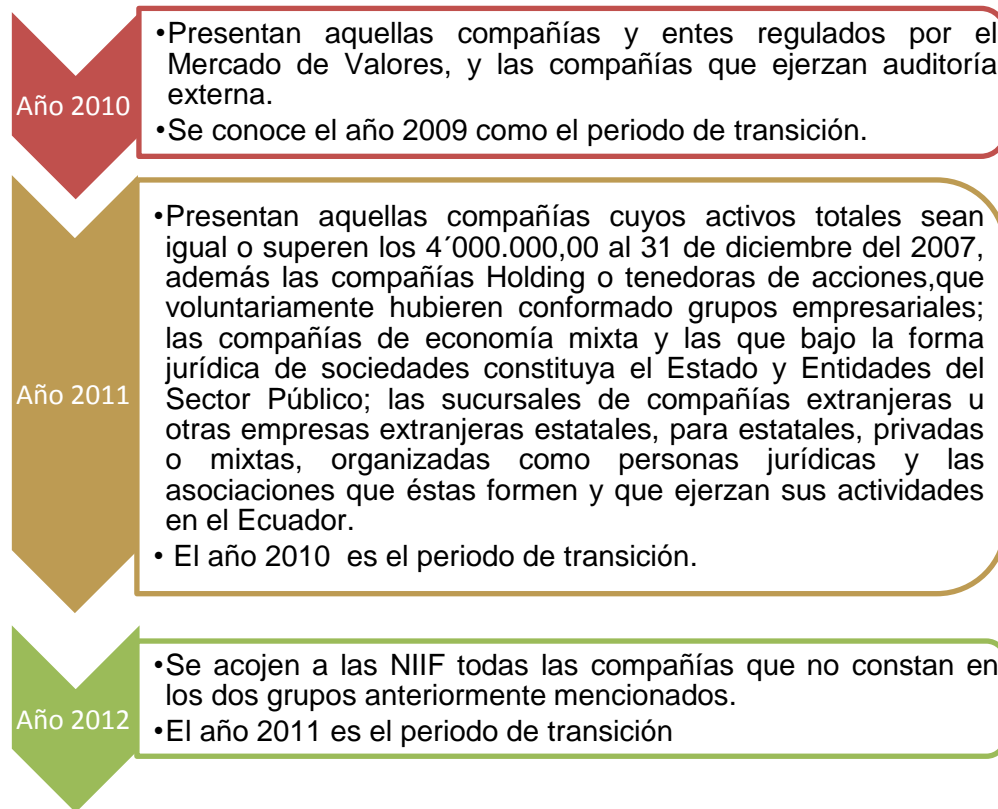 Año 2010
•Presentan aquellas compañías y entes regulados por el
Mercado de Valores, y las compañías que ejerzan auditoría
externa.
•Se conoce el año 2009 como el periodo de transición.
Año 2011
•Presentan aquellas compañías cuyos activos totales sean
igual o superen los 4´000.000,00 al 31 de diciembre del 2007,
además las compañías Holding o tenedoras de acciones,que
voluntariamente hubieren conformado grupos empresariales;
las compañías de economía mixta y las que bajo la forma
jurídica de sociedades constituya el Estado y Entidades del
Sector Público; las sucursales de compañías extranjeras u
otras empresas extranjeras estatales, para estatales, privadas
o mixtas, organizadas como personas jurídicas y las
asociaciones que éstas formen y que ejerzan sus actividades
en el Ecuador.
• El año 2010 es el periodo de transición.
Año 2012
•Se acojen a las NIIF todas las compañías que no constan en
los dos grupos anteriormente mencionados.
•El año 2011 es el periodo de transición